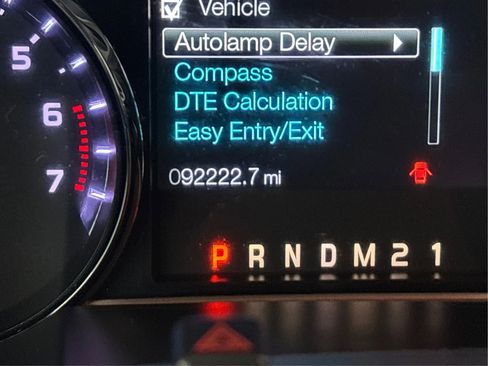 Vehicle
Autolamp Delay
Compass
DTE Calculation
Easy Entry/Exit
092222.7 mi
5
6
7
P R N D M 2 1